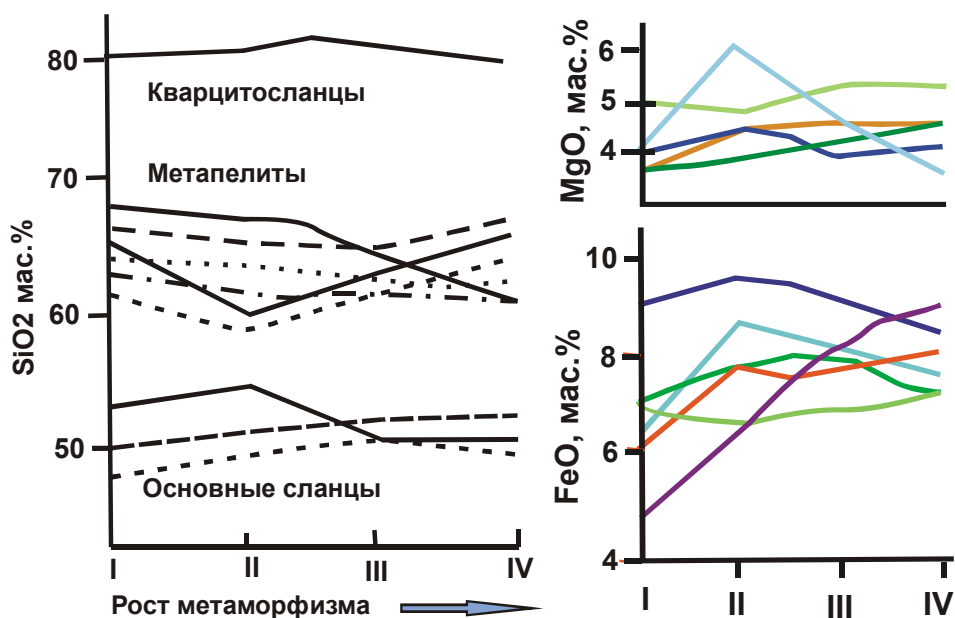 SiO2 мас.%
80
70
60
50
Кварцитосланцы
Метапелиты
Основные сланцы
I II III IV
Рост метаморфизма
MgO, мас.%
6
5
4
FeO, мас.%
10
8
6
4
I II III IV